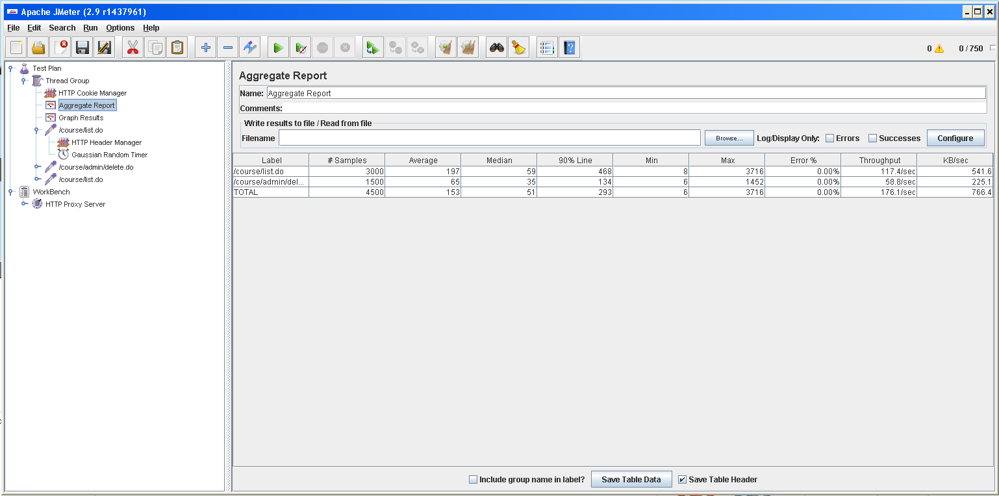 Apache JMeter (2.9 r1437961)
File Edit Search Run Options Help
0 0 / 750
Test Plan
Thread Group
HTTP Cookie Manager
Aggregate Report
Graph Results
/course/list.do
HTTP Header Manager
Gaussian Random Timer
/course/admin/delete.do
/course/list.do
WorkBench
HTTP Proxy Server
Aggregate Report
Name: Aggregate Report
Comments:
Write results to file / Read from file
Filename Browse... Log/Display Only: Errors Successes Configure
Label # Samples Average Median 90% Line Min Max Error % Throughput KB/sec
/course/list.do 3000 197 59 468 8 3716 0.00% 117.4/sec 541.6
/course/admin/del... 1500 65 35 134 6 1452 0.00% 58.8/sec 225.1
TOTAL 4500 153 51 293 6 3716 0.00% 176.1/sec 766.4
Include group name in label? Save Table Data Save Table Header